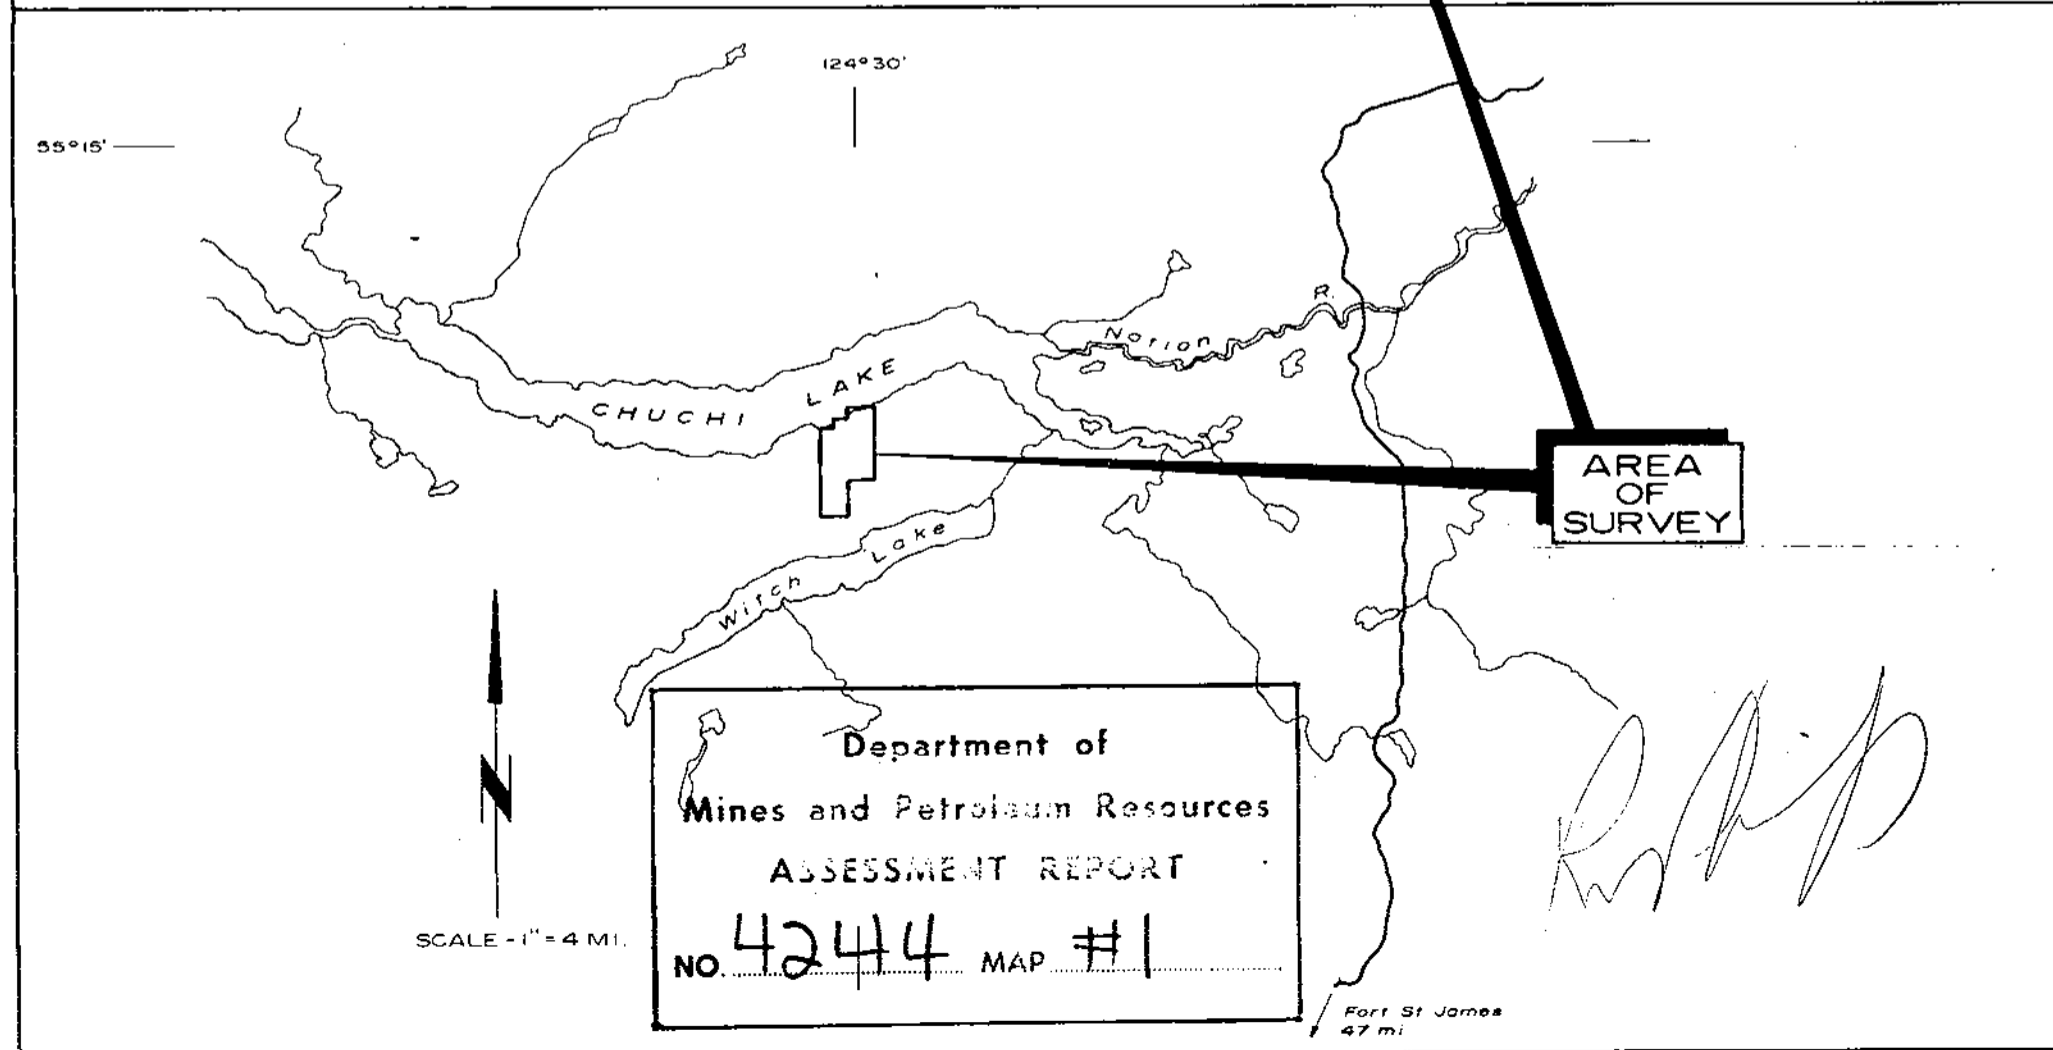 124°30'
55°15'
R.
Nation
LAKE
CHUCHI
AREA
OF
SURVEY
Lake
Witch
Department of
Mines and Petroleum Resources
ASSESSMENT REPORT
NO. 4244 MAP #1
N
SCALE - 1" = 4 MI.
Fort St James
47 mi